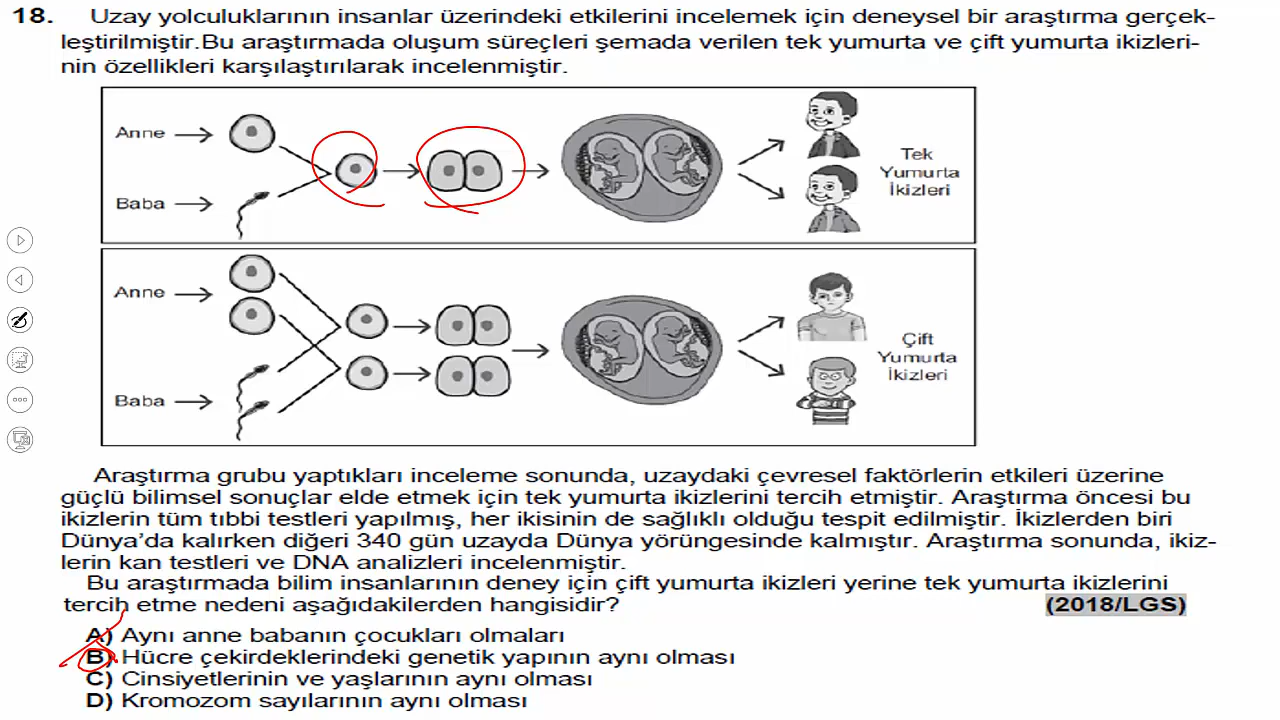 18. Uzay yolculuklarının insanlar üzerindeki etkilerini incelemek için deneysel bir araştırma gerçek-
leştirilmiştir.Bu araştırmada oluşum süreçleri şemada verilen tek yumurta ve çift yumurta ikizleri-
nin özellikleri karşılaştırılarak incelenmiştir.
Anne
Baba
Tek
Yumurta
İkizleri
Anne
Baba
Çift
Yumurta
İkizleri
Araştırma grubu yaptıkları inceleme sonunda, uzaydaki çevresel faktörlerin etkileri üzerine
güçlü bilimsel sonuçlar elde etmek için tek yumurta ikizlerini tercih etmiştir. Araştırma öncesi bu
ikizlerin tüm tıbbi testleri yapılmış, her ikisinin de sağlıklı olduğu tespit edilmiştir. İkizlerden biri
Dünya'da kalırken diğeri 340 gün uzayda Dünya yörüngesinde kalmıştır. Araştırma sonunda, ikiz-
lerin kan testleri ve DNA analizleri incelenmiştir.
Bu araştırmada bilim insanlarının deney için çift yumurta ikizleri yerine tek yumurta ikizlerini
tercih etme nedeni aşağıdakilerden hangisidir? (2018/LGS)
A) Aynı anne babanın çocukları olmaları
B) Hücre çekirdeklerindeki genetik yapının aynı olması
C) Cinsiyetlerinin ve yaşlarının aynı olması
D) Kromozom sayılarının aynı olması